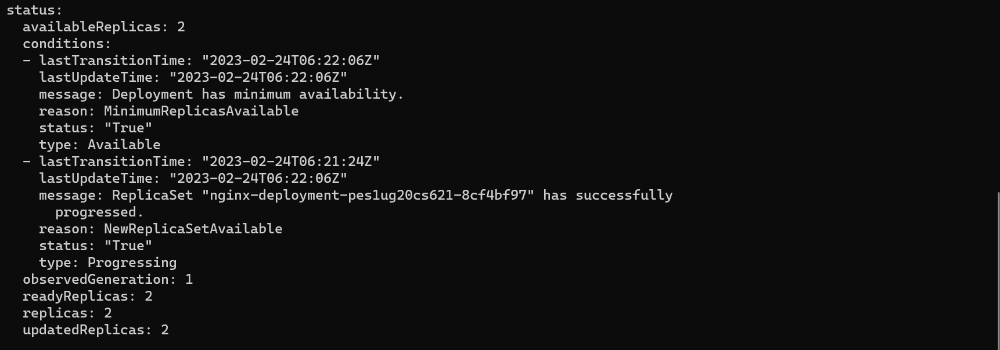 status:
  availableReplicas: 2
  conditions:
  - lastTransitionTime: "2023-02-24T06:22:06Z"
    lastUpdateTime: "2023-02-24T06:22:06Z"
    message: Deployment has minimum availability.
    reason: MinimumReplicasAvailable
    status: "True"
    type: Available
  - lastTransitionTime: "2023-02-24T06:21:24Z"
    lastUpdateTime: "2023-02-24T06:22:06Z"
    message: ReplicaSet "nginx-deployment-pes1ug20cs621-8cf4bf97" has successfully
      progressed.
    reason: NewReplicaSetAvailable
    status: "True"
    type: Progressing
  observedGeneration: 1
  readyReplicas: 2
  replicas: 2
  updatedReplicas: 2